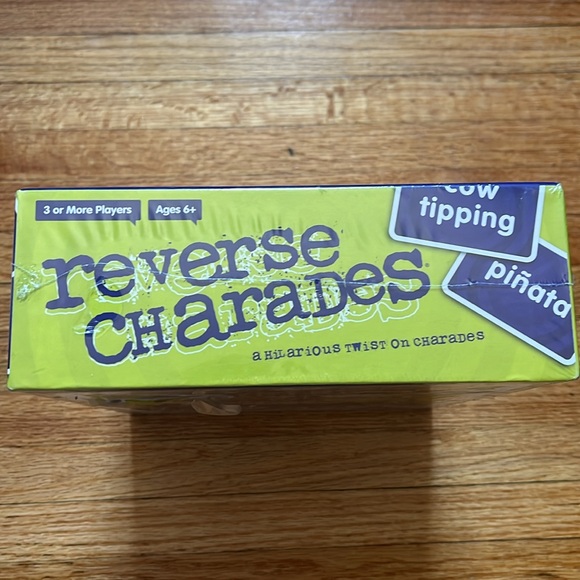 3 or More Players
Ages 6+
cow
tipping
piñata
reverse
CHaraDes®
a HiLarious TwiST on CHaraDes